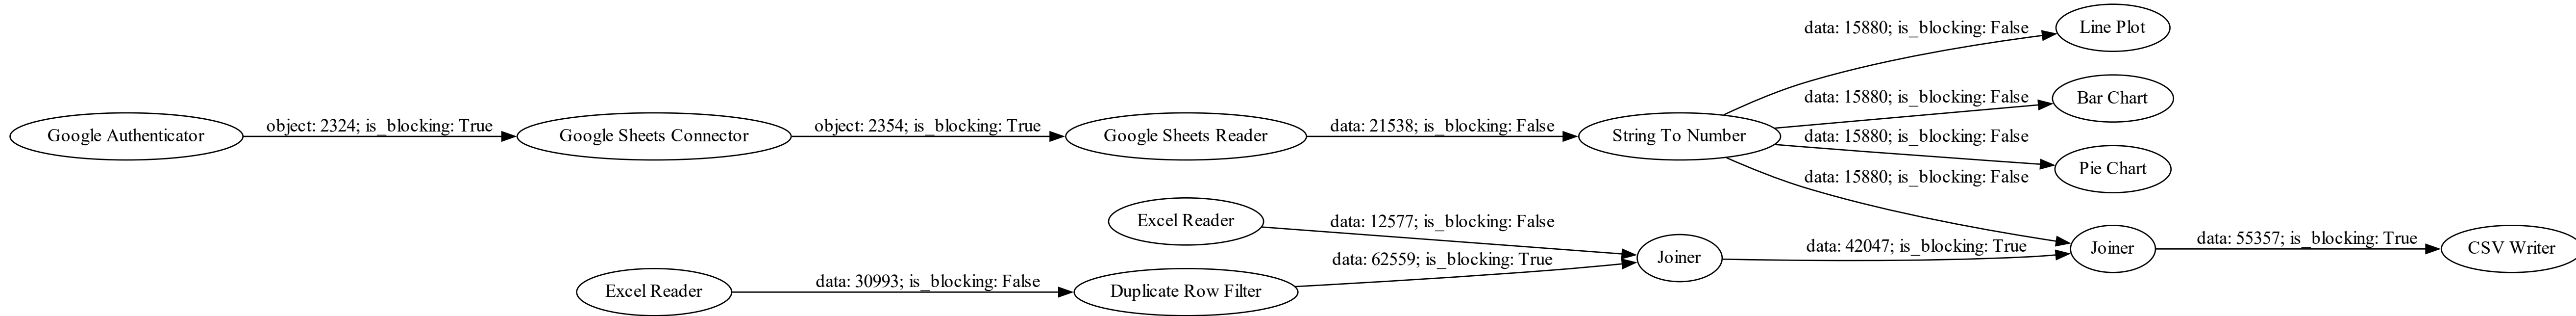 data: 15880; is_blocking: False
Line Plot
data: 15880; is_blocking: False
Bar Chart
Google Authenticator
object: 2324; is_blocking: True
Google Sheets Connector
object: 2354; is_blocking: True
Google Sheets Reader
data: 21538; is_blocking: False
String To Number
data: 15880; is_blocking: False
Pie Chart
data: 15880; is_blocking: False
Excel Reader
data: 12577; is_blocking: False
Joiner
data: 42047; is_blocking: True
Joiner
data: 55357; is_blocking: True
CSV Writer
data: 62559; is_blocking: True
Excel Reader
data: 30993; is_blocking: False
Duplicate Row Filter